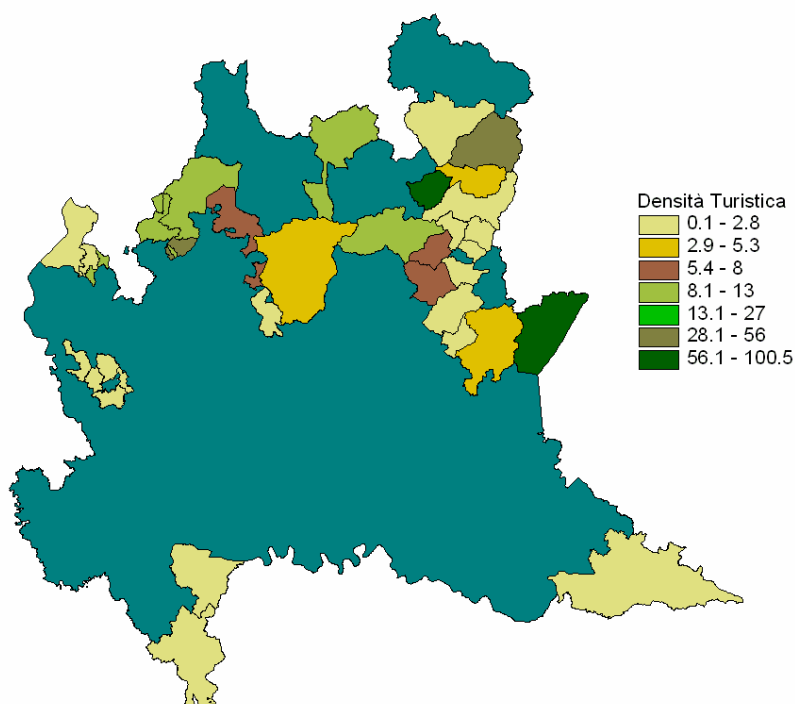 Densità Turistica
0.1 - 2.8
2.9 - 5.3
5.4 - 8
8.1 - 13
13.1 - 27
28.1 - 56
56.1 - 100.5